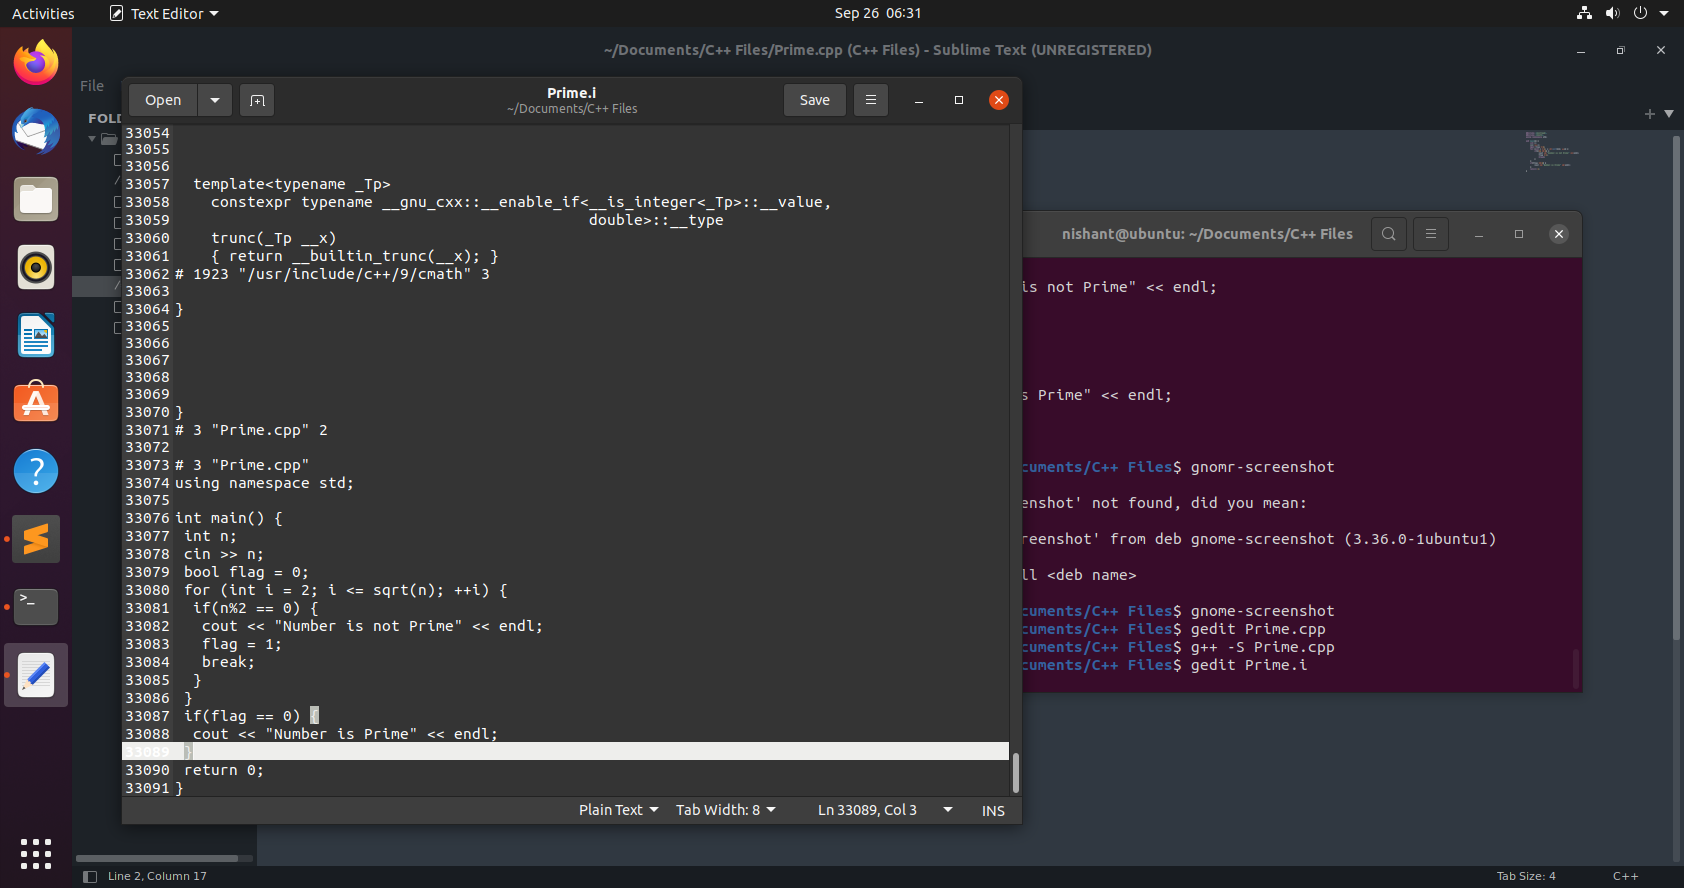 Activities
Text Editor
Sep 26 06:31
~/Documents/C++ Files/Prime.cpp (C++ Files) - Sublime Text (UNREGISTERED)
File
FOLD
Open
Prime.i
~/Documents/C++ Files
Save
33054
33055
33056
33057 template<typename _Tp>
33058 constexpr typename __gnu_cxx::__enable_if<__is_integer<_Tp>::__value,
33059 double>::__type
33060 trunc(_Tp __x)
33061 { return __builtin_trunc(__x); }
33062 # 1923 "/usr/include/c++/9/cmath" 3
33063
33064 }
33065
33066
33067
33068
33069
33070 }
33071 # 3 "Prime.cpp" 2
33072
33073 # 3 "Prime.cpp"
33074 using namespace std;
33075
33076 int main() {
33077 int n;
33078 cin >> n;
33079 bool flag = 0;
33080 for (int i = 2; i <= sqrt(n); ++i) {
33081 if(n%2 == 0) {
33082 cout << "Number is not Prime" << endl;
33083 flag = 1;
33084 break;
33085 }
33086 }
33087 if(flag == 0) {
33088 cout << "Number is Prime" << endl;
33089 }
33090 return 0;
33091 }
Plain Text
Tab Width: 8
Ln 33089, Col 3
INS
nishant@ubuntu: ~/Documents/C++ Files
is not Prime" << endl;
s Prime" << endl;
cuments/C++ Files$ gnomr-screenshot
enshot' not found, did you mean:
reenshot' from deb gnome-screenshot (3.36.0-1ubuntu1)
ll <deb name>
cuments/C++ Files$ gnome-screenshot
cuments/C++ Files$ gedit Prime.cpp
cuments/C++ Files$ g++ -S Prime.cpp
cuments/C++ Files$ gedit Prime.i
Line 2, Column 17
Tab Size: 4
C++